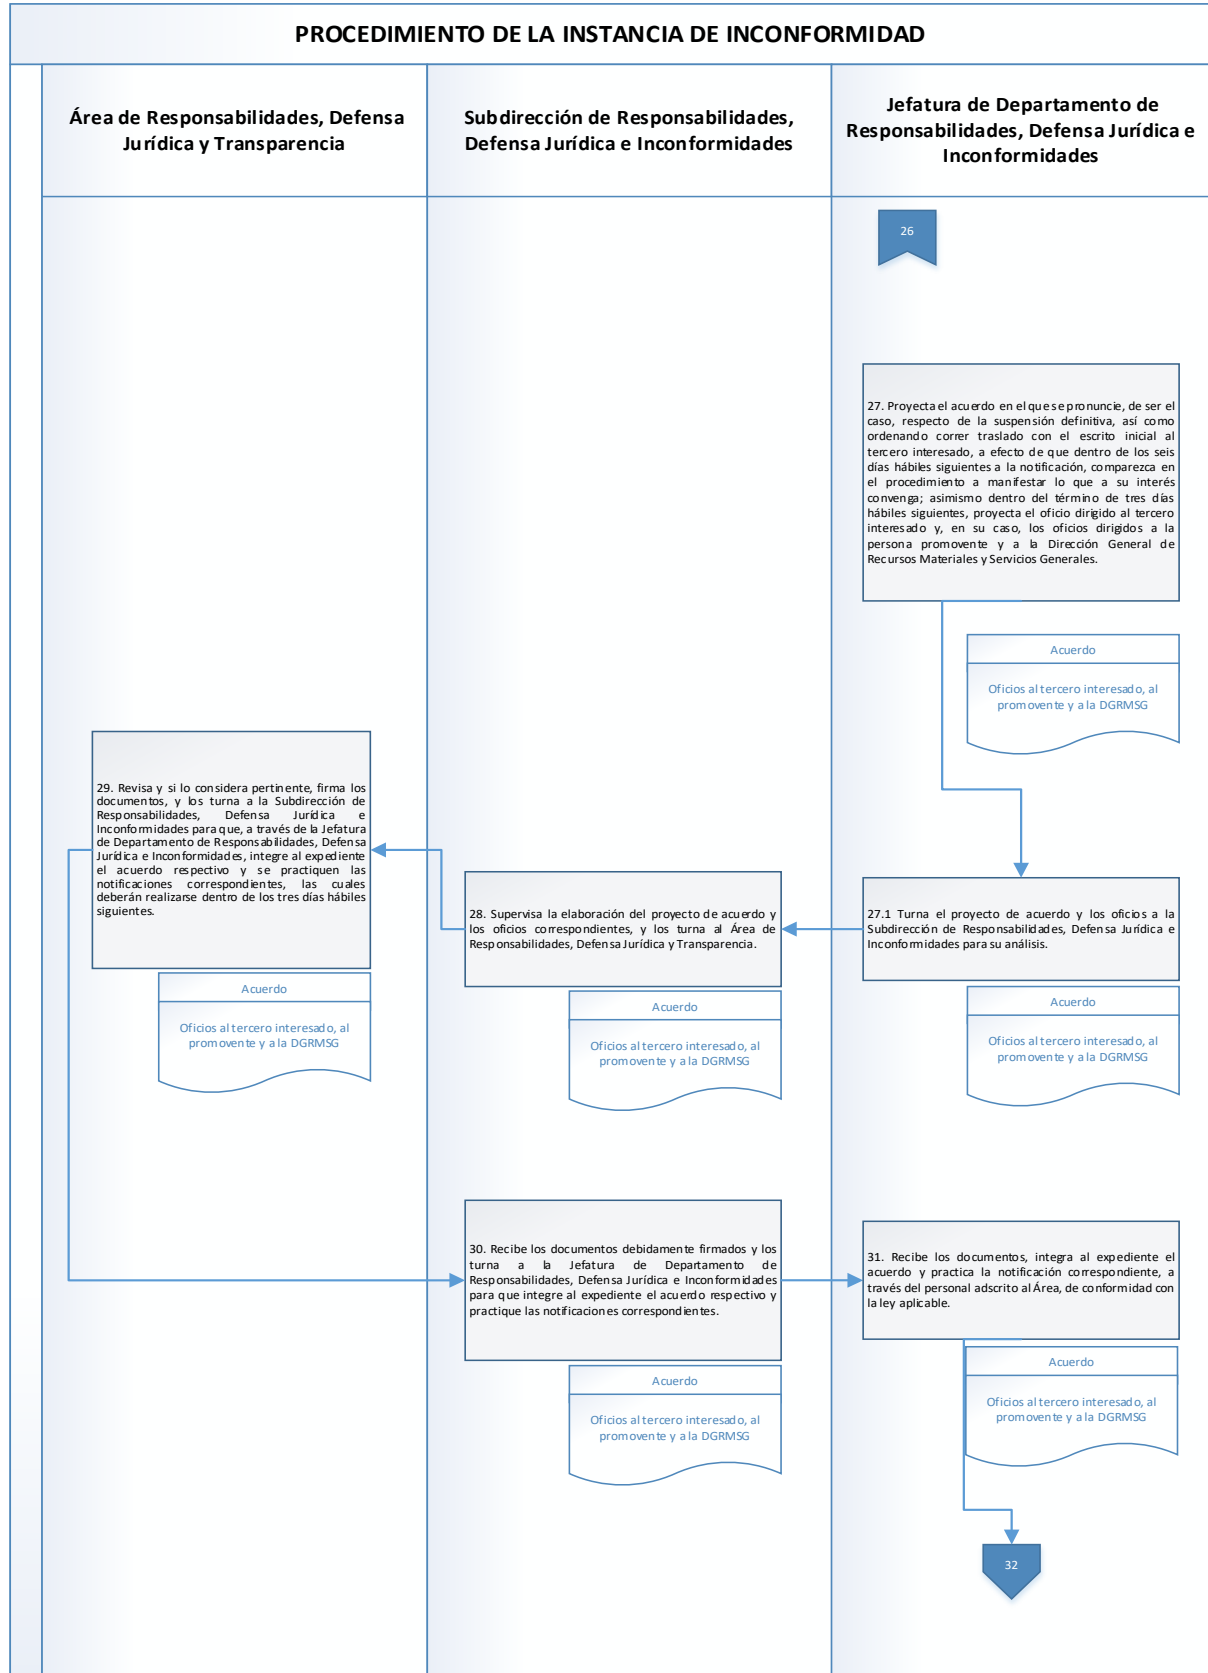 PROCEDIMIENTO DE LA INSTANCIA DE INCONFORMIDAD
Área de Responsabilidades, Defensa
Jurídica y Transparencia
Subdirección de Responsabilidades,
Defensa Jurídica e Inconformidades
Jefatura de Departamento de
Responsabilidades, Defensa Jurídica e
Inconformidades
26
27. Proyecta el acuerdo en el que se pronuncie, de ser el
caso, respecto de la suspensión definitiva, así como
ordenando correr traslado con el escrito inicial al
tercero interesado, a efecto de que dentro de los seis
días hábiles siguientes a la notificación, comparezca en
el procedimiento a manifestar lo que a su interés
convenga; asimismo dentro del término de tres días
hábiles siguientes, proyecta el oficio dirigido al tercero
interesado y, en su caso, los oficios dirigidos a la
persona promovente y a la Dirección General de
Recursos Materiales y Servicios Generales.
Acuerdo
Oficios al tercero interesado, al
promovente y a la DGRMSG
27.1 Turna el proyecto de acuerdo y los oficios a la
Subdirección de Responsabilidades, Defensa Jurídica e
Inconformidades para su análisis.
Acuerdo
Oficios al tercero interesado, al
promovente y a la DGRMSG
28. Supervisa la elaboración del proyecto de acuerdo y
los oficios correspondientes, y los turna al Área de
Responsabilidades, Defensa Jurídica y Transparencia.
Acuerdo
Oficios al tercero interesado, al
promovente y a la DGRMSG
29. Revisa y si lo considera pertinente, firma los
documentos, y los turna a la Subdirección de
Responsabilidades, Defensa Jurídica e
Inconformidades para que, a través de la Jefatura
de Departamento de Responsabilidades, Defensa
Jurídica e Inconformidades, integre al expediente
el acuerdo respectivo y se practiquen las
notificaciones correspondientes, las cuales
deberán realizarse dentro de los tres días hábiles
siguientes.
Acuerdo
Oficios al tercero interesado, al
promovente y a la DGRMSG
30. Recibe los documentos debidamente firmados y los
turna a la Jefatura de Departamento de
Responsabilidades, Defensa Jurídica e Inconformidades
para que integre al expediente el acuerdo respectivo y
practique las notificaciones correspondientes.
Acuerdo
Oficios al tercero interesado, al
promovente y a la DGRMSG
31. Recibe los documentos, integra al expediente el
acuerdo y practica la notificación correspondiente, a
través del personal adscrito al Área, de conformidad con
la ley aplicable.
Acuerdo
Oficios al tercero interesado, al
promovente y a la DGRMSG
32